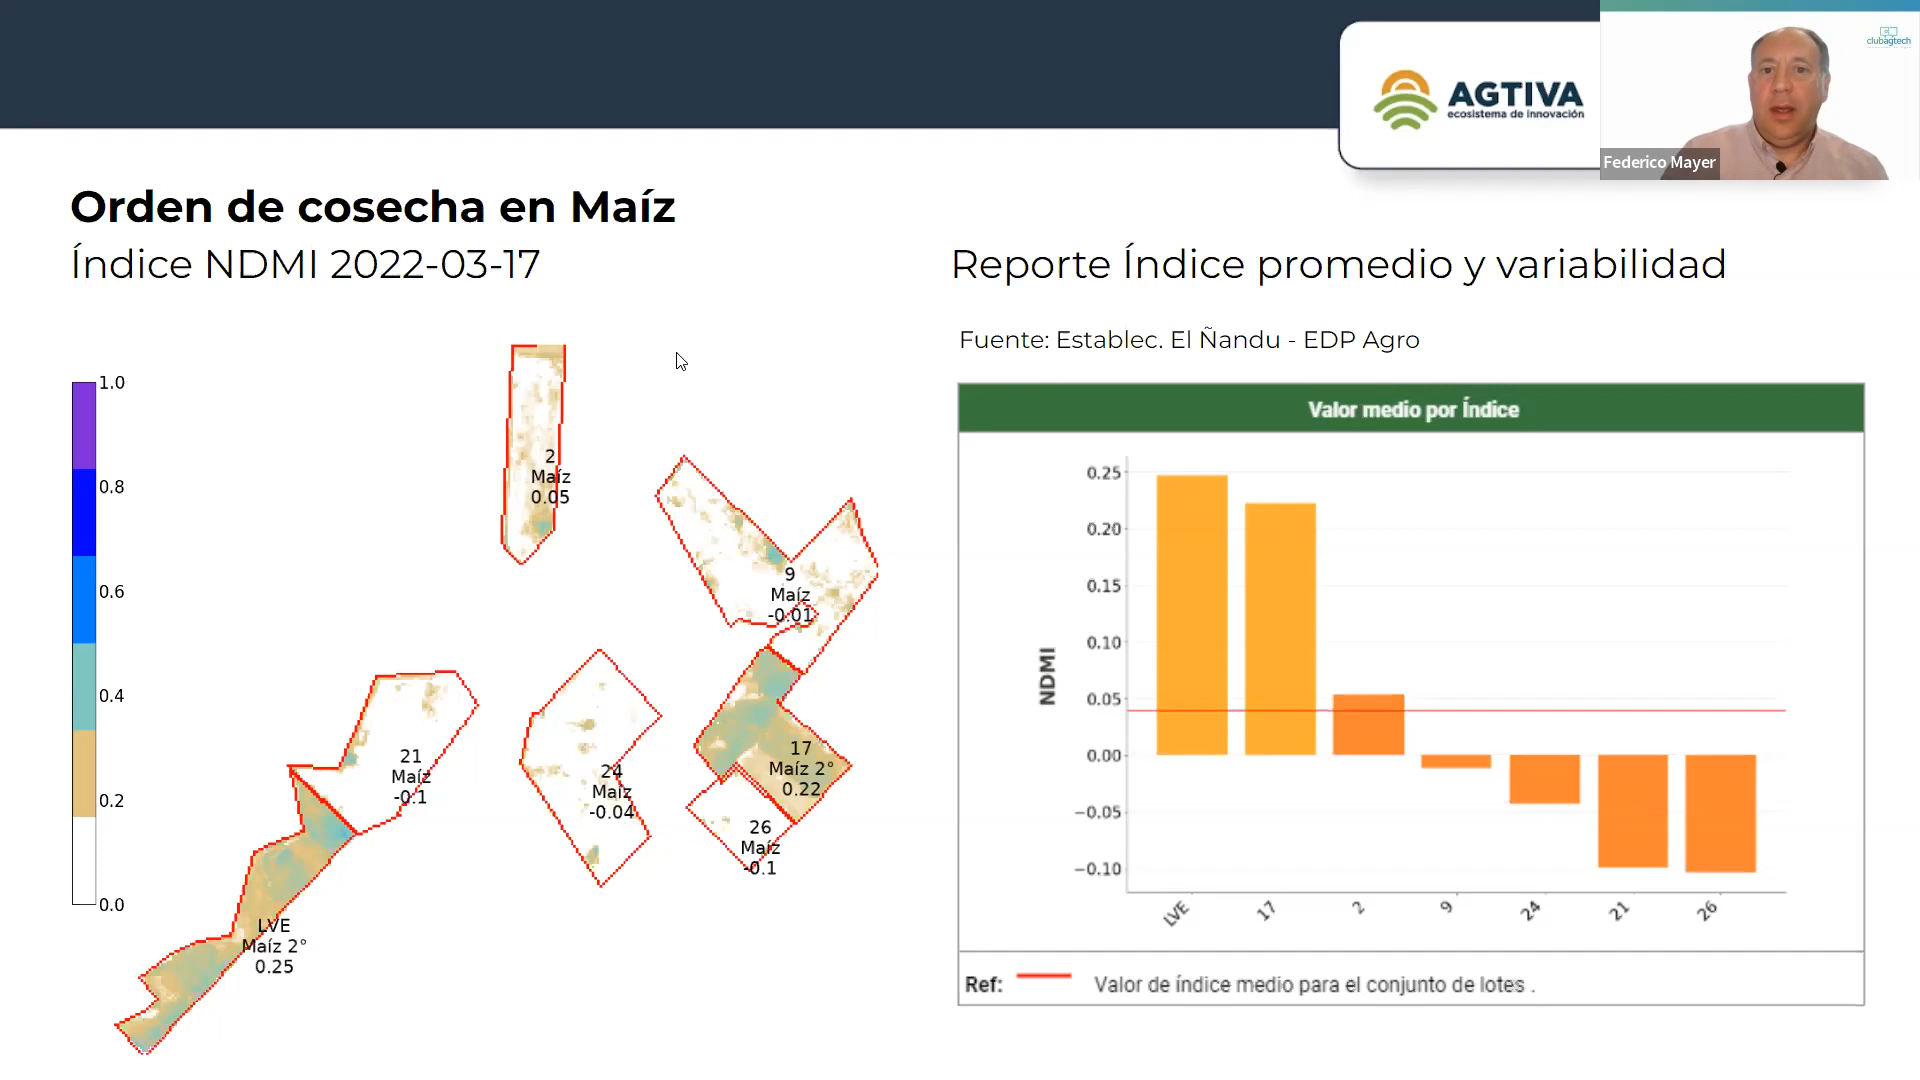 AGTIVA
ecosistema de innovación
clubagtech
Federico Mayer
Orden de cosecha en Maíz
Índice NDMI 2022-03-17
Reporte Índice promedio y variabilidad
Fuente: Establec. El Ñandu - EDP Agro
1.0
0.8
0.6
0.4
0.2
0.0
2
Maíz
0.05
9
Maíz
-0.01
21
Maíz
-0.1
24
Maíz
-0.04
17
Maíz 2°
0.22
26
Maíz
-0.1
LVE
Maíz 2°
0.25
Valor medio por Índice
NDMI
0.25
0.20
0.15
0.10
0.05
0.00
−0.05
−0.10
LVE
17
2
9
24
21
26
Ref: Valor de índice medio para el conjunto de lotes .